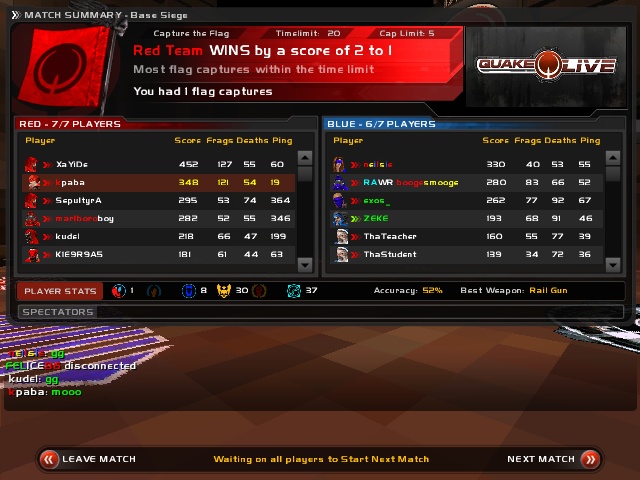 MATCH SUMMARY - Base Siege
Capture the Flag Timelimit: 20 Cap Limit: 5
Red Team WINS by a score of 2 to 1
Most flag captures within the time limit
You had 1 flag captures
QUAKE LIVE
RED - 7/7 PLAYERS
Player Score Frags Deaths Ping
XaYiDe 452 127 55 60
kpaba 348 121 54 19
SepultyrA 295 53 74 364
marlboroboy 282 52 55 346
kudel 218 66 47 199
K1E9R9A5 181 61 44 63
BLUE - 6/7 PLAYERS
Player Score Frags Deaths Ping
neisie 330 40 53 55
RAWR boogesmooge 280 83 66 52
exos_ 262 77 92 67
ZEKE 193 68 91 46
ThaTeacher 160 55 77 39
ThaStudent 139 34 72 36
PLAYER STATS 1 8 30 37 Accuracy: 52% Best Weapon: Rail Gun
SPECTATORS
neisie: gg
disconnected
kudel: gg
kpaba: mooo
LEAVE MATCH Waiting on all players to Start Next Match NEXT MATCH